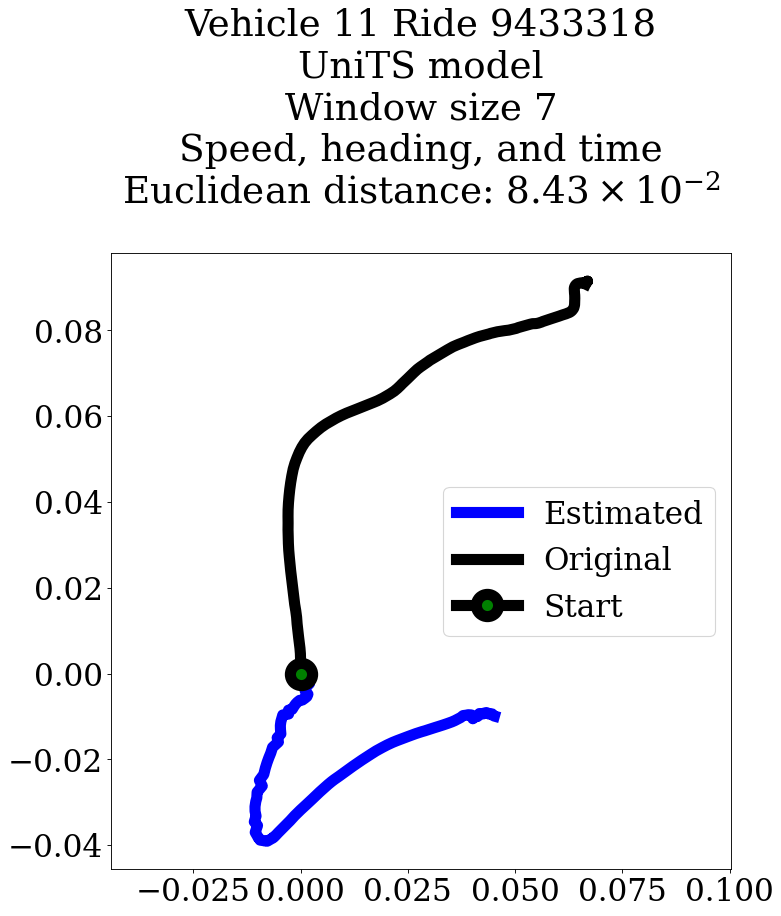 Vehicle 11 Ride 9433318
UniTS model
Window size 7
Speed, heading, and time
Euclidean distance: 8.43 × 10⁻²
0.08
0.06
0.04
0.02
0.00
−0.02
−0.04
Estimated
Original
Start
−0.025 0.000 0.025 0.050 0.075 0.100